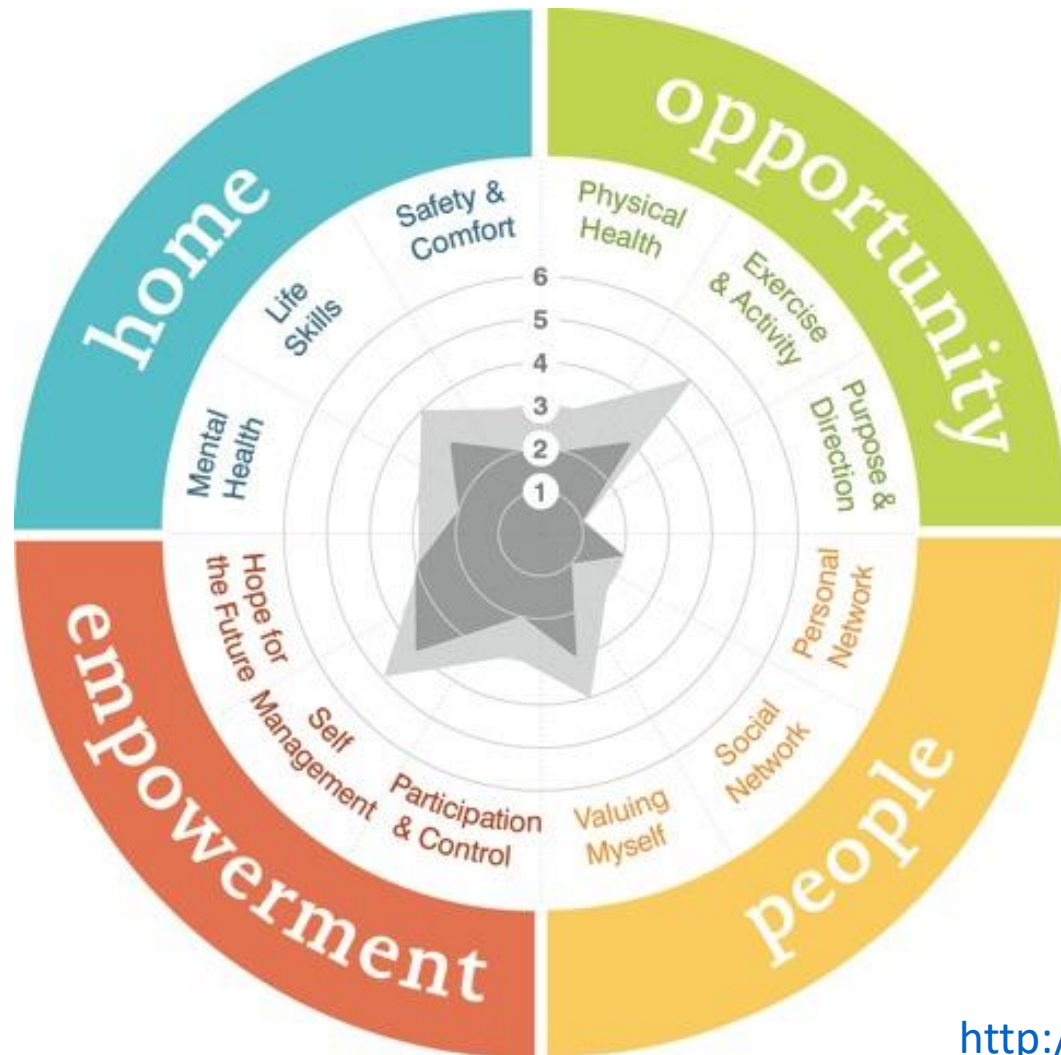 home
opportunity
Safety &
Comfort
Physical
Health
Life
Skills
Exercise
& Activity
Mental
Health
Purpose &
Direction
6
5
4
3
2
1
Hope for
the Future
Personal
Network
Self
Management
Social
Network
Participation
& Control
Valuing
Myself
empowerment
people
http:/